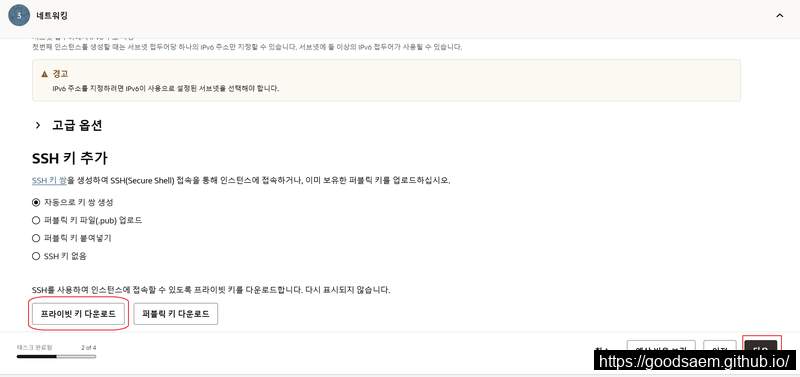 3 네트워킹
첫번째 인스턴스를 생성할 때는 서브넷 접두어당 하나의 IPv6 주소만 지정할 수 있습니다. 서브넷에 둘 이상의 IPv6 접두어가 사용될 수 있습니다.
경고
IPv6 주소를 지정하려면 IPv6이 사용으로 설정된 서브넷을 선택해야 합니다.
고급 옵션
SSH 키 추가
SSH 키 쌍을 생성하여 SSH(Secure Shell) 접속을 통해 인스턴스에 접속하거나, 이미 보유한 퍼블릭 키를 업로드하십시오.
자동으로 키 쌍 생성
퍼블릭 키 파일(.pub) 업로드
퍼블릭 키 붙여넣기
SSH 키 없음
SSH를 사용하여 인스턴스에 접속할 수 있도록 프라이빗 키를 다운로드합니다. 다시 표시되지 않습니다.
프라이빗 키 다운로드 퍼블릭 키 다운로드
태스크 완료됨 2 of 4
https://goodsaem.github.io/